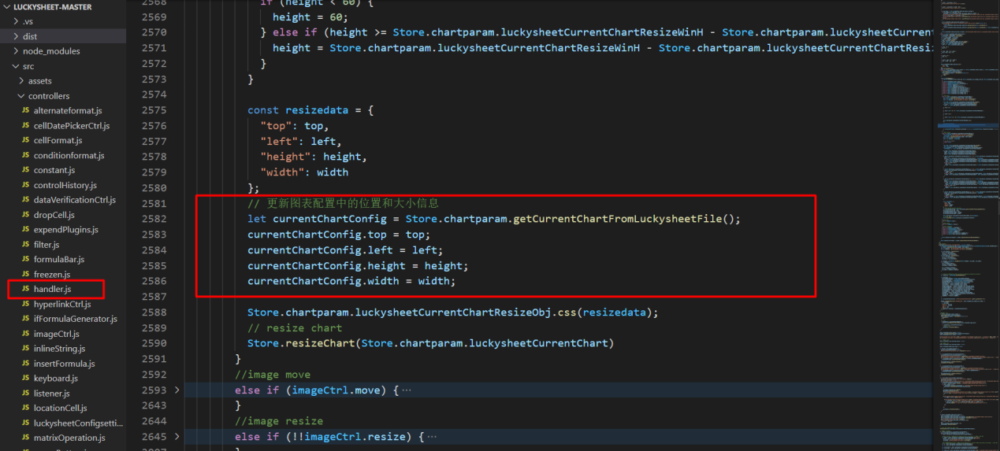 LUCKYSHEET-MASTER
.vs
dist
node_modules
src
assets
controllers
JS alternateformat.js
JS cellDatePickerCtrl.js
JS cellFormat.js
JS conditionformat.js
JS constant.js
JS controlHistory.js
JS dataVerificationCtrl.js
JS dropCell.js
JS expendPlugins.js
JS filter.js
JS formulaBar.js
JS freezen.js
JS handler.js
JS hyperlinkCtrl.js
JS ifFormulaGenerator.js
JS imageCtrl.js
JS inlineString.js
JS insertFormula.js
JS keyboard.js
JS listener.js
JS locationCell.js
JS luckysheetConfigsetti...
JS matrixOperation.js
2568 if (height < 60) {
2569 height = 60;
2570 } else if (height >= Store.chartparam.luckysheetCurrentChartResizeWinH - Store.chartparam.luckysheetCurrent
2571 height = Store.chartparam.luckysheetCurrentChartResizeWinH - Store.chartparam.luckysheetCurrentChartResiz
2572 }
2573 }
2574
2575 const resizedata = {
2576 "top": top,
2577 "left": left,
2578 "height": height,
2579 "width": width
2580 };
2581 // 更新图表配置中的位置和大小信息
2582 let currentChartConfig = Store.chartparam.getCurrentChartFromLuckysheetFile();
2583 currentChartConfig.top = top;
2584 currentChartConfig.left = left;
2585 currentChartConfig.height = height;
2586 currentChartConfig.width = width;
2587
2588 Store.chartparam.luckysheetCurrentChartResizeObj.css(resizedata);
2589 // resize chart
2590 Store.resizeChart(Store.chartparam.luckysheetCurrentChart)
2591 }
2592 //image move
2593 else if (imageCtrl.move) { ···
2643 }
2644 //image resize
2645 else if (!!imageCtrl.resize) { ···